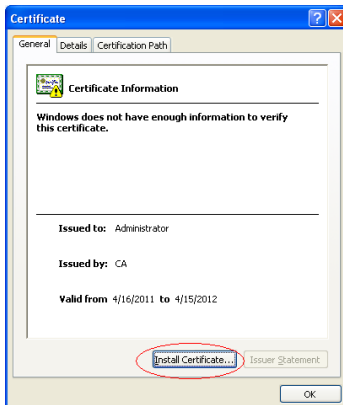 Certificate
General Details Certification Path
Certificate Information
Windows does not have enough information to verify
this certificate.
Issued to: Administrator
Issued by: CA
Valid from 4/16/2011 to 4/15/2012
Install Certificate... Issuer Statement
OK